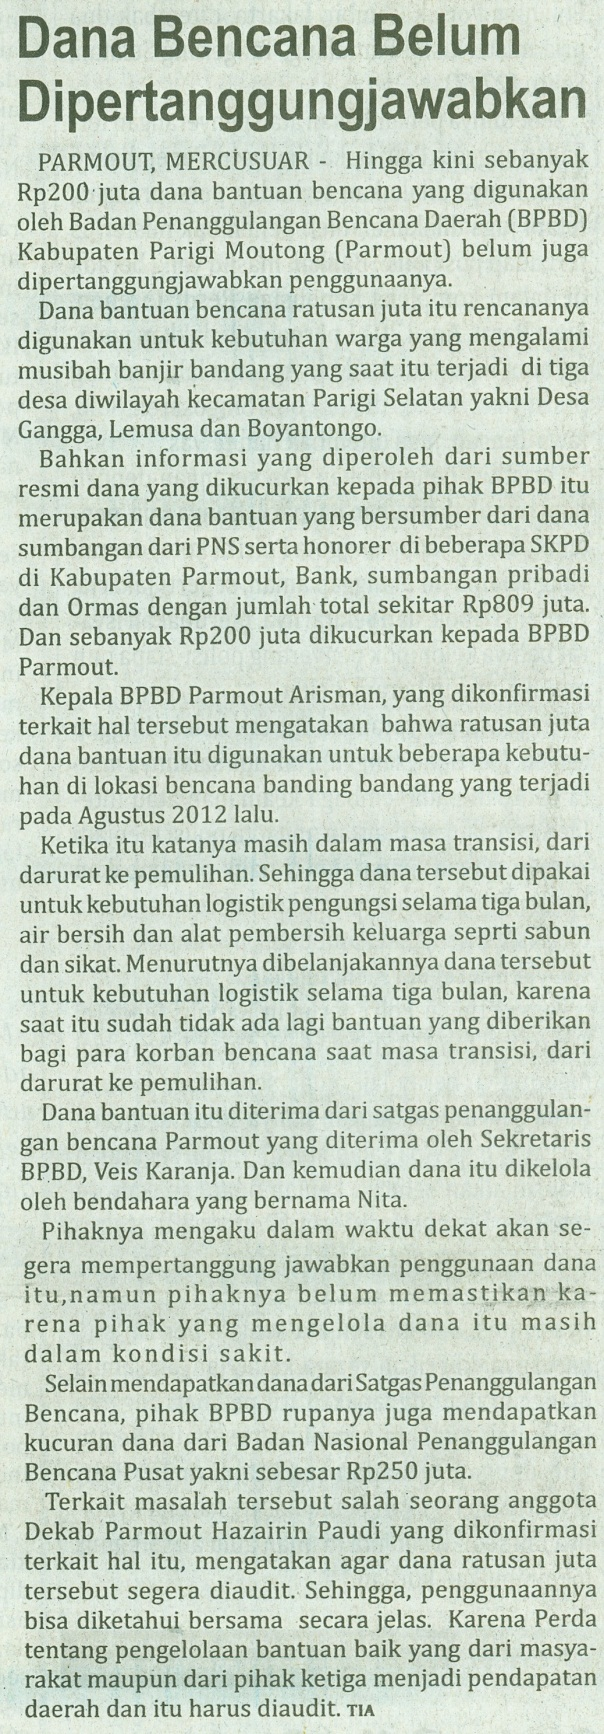 Dana Bencana Belum
Dipertanggungjawabkan
PARMOUT, MERCUSUAR - Hingga kini sebanyak
Rp200 juta dana bantuan bencana yang digunakan
oleh Badan Penanggulangan Bencana Daerah (BPBD)
Kabupaten Parigi Moutong (Parmout) belum juga
dipertanggungjawabkan penggunaanya.
Dana bantuan bencana ratusan juta itu rencananya
digunakan untuk kebutuhan warga yang mengalami
musibah banjir bandang yang saat itu terjadi di tiga
desa diwilayah kecamatan Parigi Selatan yakni Desa
Gangga, Lemusa dan Boyantongo.
Bahkan informasi yang diperoleh dari sumber
resmi dana yang dikucurkan kepada pihak BPBD itu
merupakan dana bantuan yang bersumber dari dana
sumbangan dari PNS serta honorer di beberapa SKPD
di Kabupaten Parmout, Bank, sumbangan pribadi
dan Ormas dengan jumlah total sekitar Rp809 juta.
Dan sebanyak Rp200 juta dikucurkan kepada BPBD
Parmout.
Kepala BPBD Parmout Arisman, yang dikonfirmasi
terkait hal tersebut mengatakan bahwa ratusan juta
dana bantuan itu digunakan untuk beberapa kebutu-
han di lokasi bencana banding bandang yang terjadi
pada Agustus 2012 lalu.
Ketika itu katanya masih dalam masa transisi, dari
darurat ke pemulihan. Sehingga dana tersebut dipakai
untuk kebutuhan logistik pengungsi selama tiga bulan,
air bersih dan alat pembersih keluarga seprti sabun
dan sikat. Menurutnya dibelanjakannya dana tersebut
untuk kebutuhan logistik selama tiga bulan, karena
saat itu sudah tidak ada lagi bantuan yang diberikan
bagi para korban bencana saat masa transisi, dari
darurat ke pemulihan.
Dana bantuan itu diterima dari satgas penanggulan-
gan bencana Parmout yang diterima oleh Sekretaris
BPBD, Veis Karanja. Dan kemudian dana itu dikelola
oleh bendahara yang bernama Nita.
Pihaknya mengaku dalam waktu dekat akan se-
gera mempertanggung jawabkan penggunaan dana
itu,namun pihaknya belum memastikan ka-
rena pihak yang mengelola dana itu masih
dalam kondisi sakit.
Selain mendapatkan dana dari Satgas Penanggulangan
Bencana, pihak BPBD rupanya juga mendapatkan
kucuran dana dari Badan Nasional Penanggulangan
Bencana Pusat yakni sebesar Rp250 juta.
Terkait masalah tersebut salah seorang anggota
Dekab Parmout Hazairin Paudi yang dikonfirmasi
terkait hal itu, mengatakan agar dana ratusan juta
tersebut segera diaudit. Sehingga, penggunaannya
bisa diketahui bersama secara jelas. Karena Perda
tentang pengelolaan bantuan baik yang dari masya-
rakat maupun dari pihak ketiga menjadi pendapatan
daerah dan itu harus diaudit. TIA